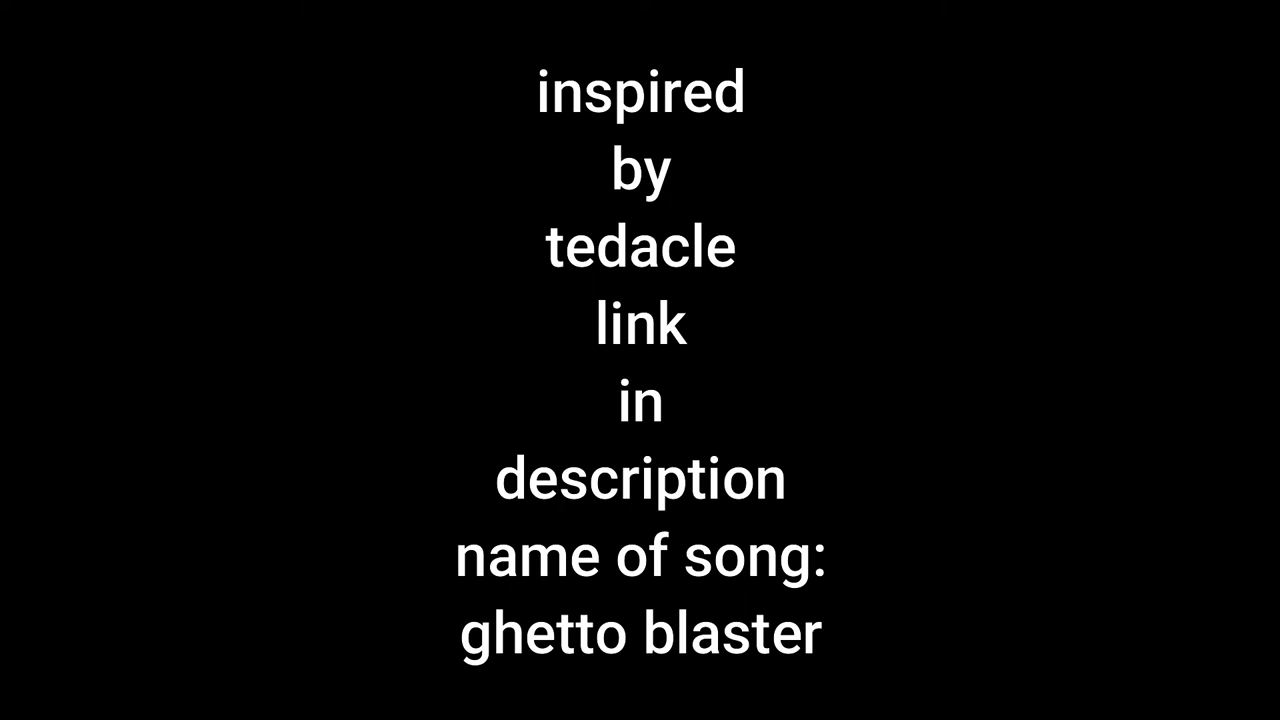 inspired
by
tedacle
link
in
description
name of song:
ghetto blaster